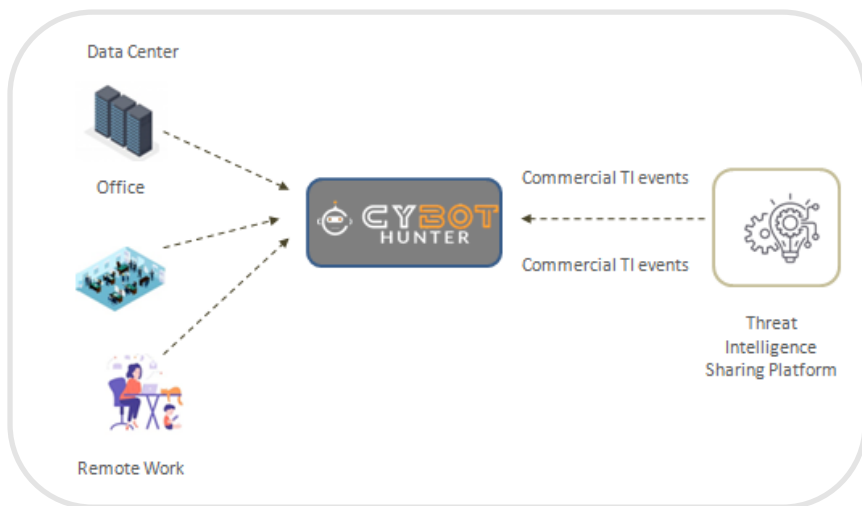 Data Center
Office
Remote Work
CYBOT
HUNTER
Commercial TI events
Commercial TI events
Threat
Intelligence
Sharing Platform